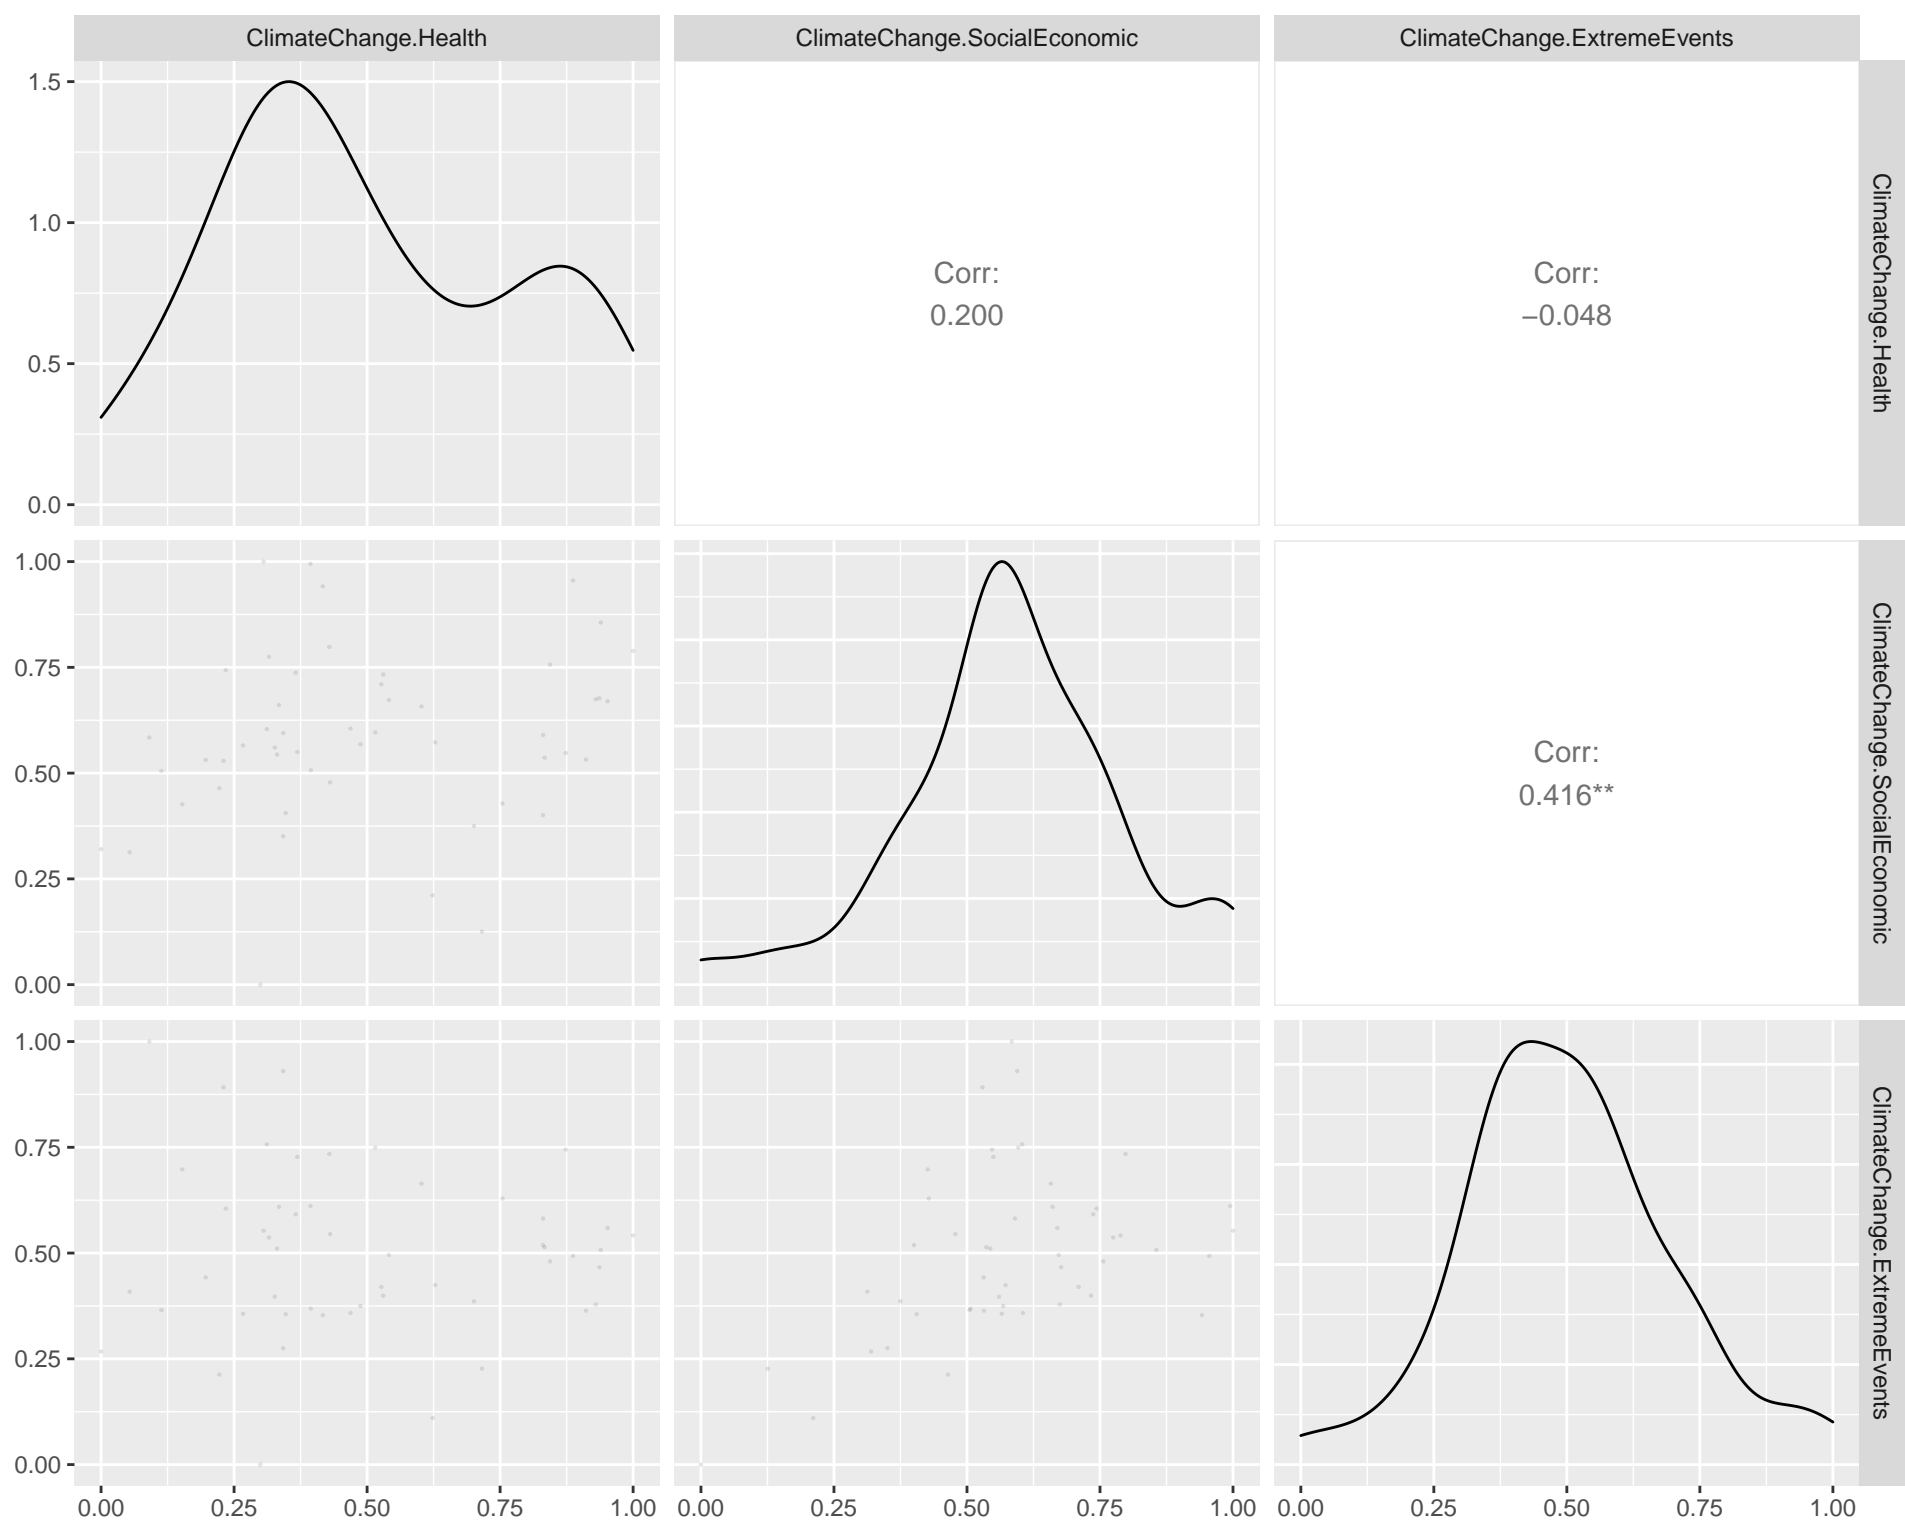 ClimateChange.Health
ClimateChange.SocialEconomic
ClimateChange.ExtremeEvents
1.5
1.0
0.5
0.0
Corr:
0.200
Corr:
−0.048
ClimateChange.Health
1.00
0.75
0.50
0.25
0.00
Corr:
0.416**
ClimateChange.SocialEconomic
1.00
0.75
0.50
0.25
0.00
ClimateChange.ExtremeEvents
0.00 0.25 0.50 0.75 1.00
0.00 0.25 0.50 0.75 1.00
0.00 0.25 0.50 0.75 1.00